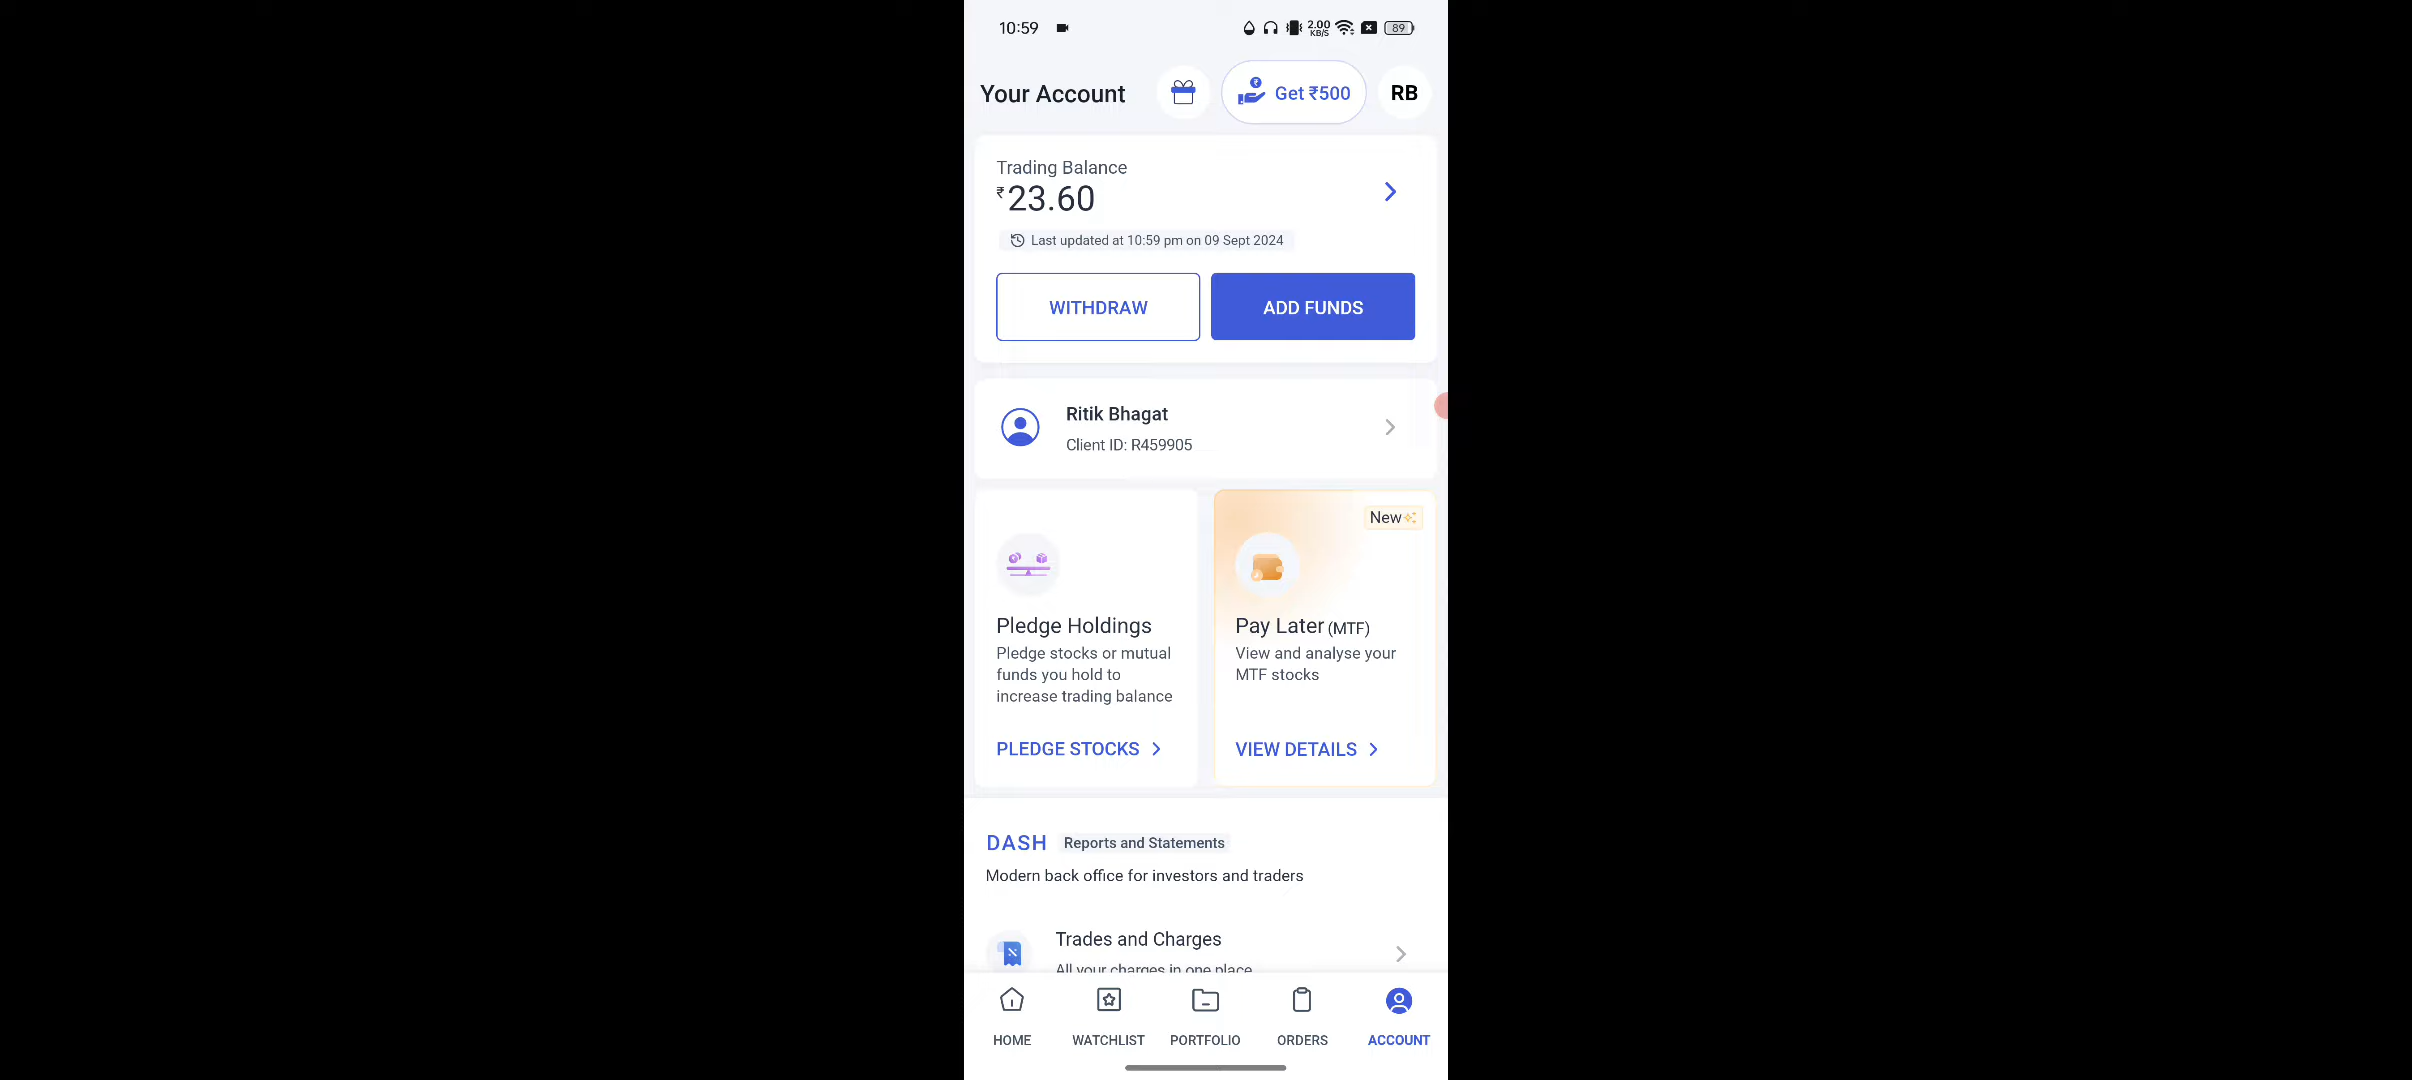 10:59
2.00
KB/S
89
Your Account
Get ₹500
RB
Trading Balance
₹23.60
Last updated at 10:59 pm on 09 Sept 2024
WITHDRAW
ADD FUNDS
Ritik Bhagat
Client ID: R459905
New
Pledge Holdings
Pledge stocks or mutual
funds you hold to
increase trading balance
PLEDGE STOCKS
Pay Later (MTF)
View and analyse your
MTF stocks
VIEW DETAILS
DASH Reports and Statements
Modern back office for investors and traders
Trades and Charges
All your charges in one place
HOME
WATCHLIST
PORTFOLIO
ORDERS
ACCOUNT